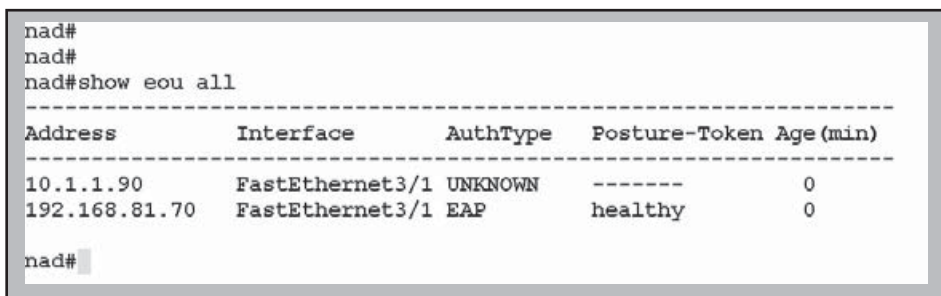 nad#
nad#
nad#show eou all
-------------------------------------------------------------------------
Address Interface AuthType Posture-Token Age(min)
-------------------------------------------------------------------------
10.1.1.90 FastEthernet3/1 UNKNOWN ------- 0
192.168.81.70 FastEthernet3/1 EAP healthy 0
nad#